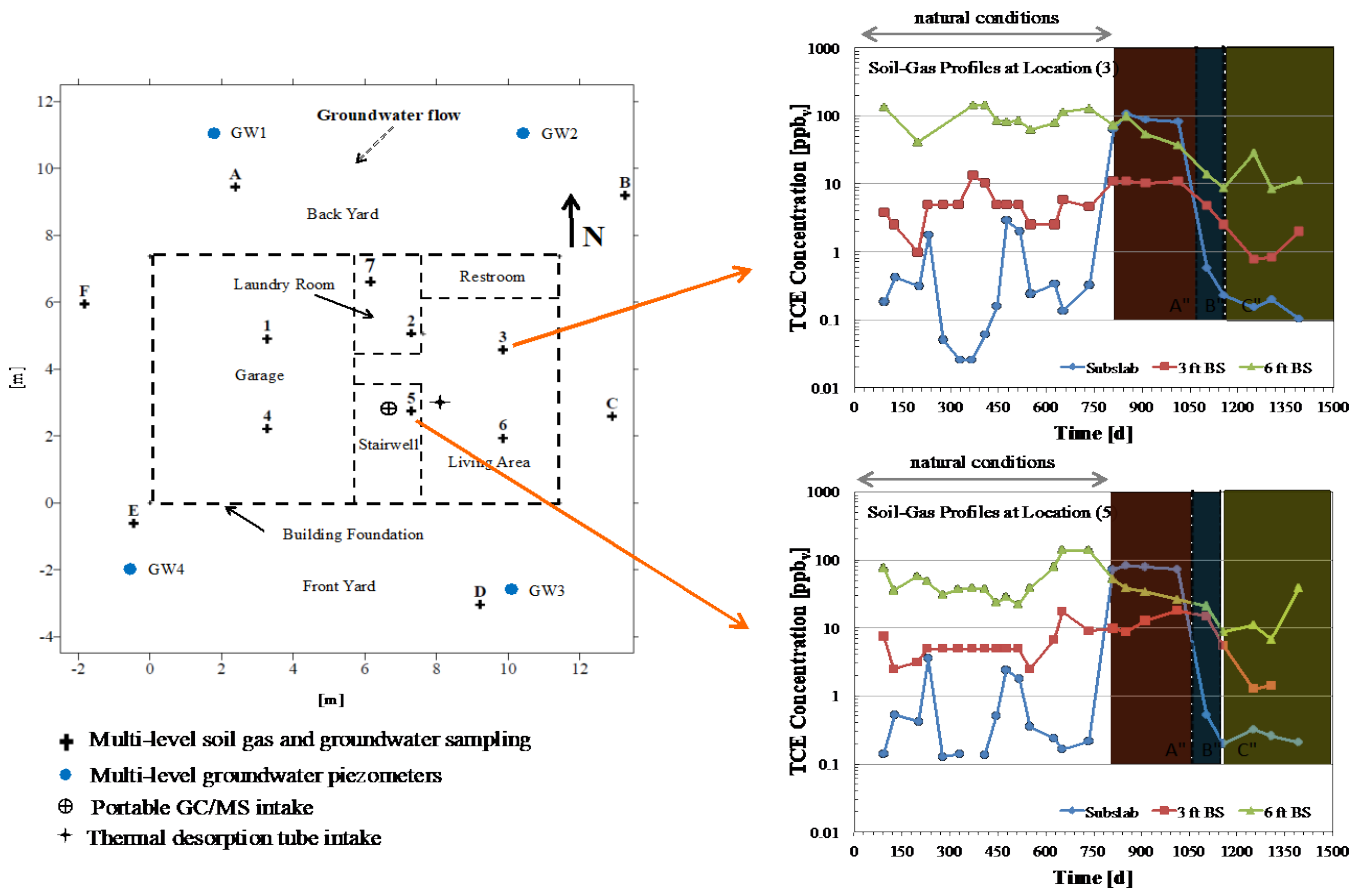 12
10
8
6
4
2
0
-2
-4
[m]
-2
0
2
4
6
8
10
12
[m]
Groundwater flow
GW1
GW2
A
B
Back Yard
N
7
Restroom
Laundry Room
F
1
2
3
Garage
5
C
4
6
Stairwell
Living Area
E
Building Foundation
GW4
Front Yard
D
GW3
Multi-level soil gas and groundwater sampling
Multi-level groundwater piezometers
Portable GC/MS intake
Thermal desorption tube intake
natural conditions
Soil-Gas Profiles at Location (3)
TCE Concentration [ppbv]
1000
100
10
1
0.1
0.01
A" B" C"
Subslab 3 ft BS 6 ft BS
0 150 300 450 600 750 900 1050 1200 1350 1500
Time [d]
natural conditions
Soil-Gas Profiles at Location (5
TCE Concentration [ppbv]
1000
100
10
1
0.1
0.01
A" B" C"
Subslab 3 ft BS 6 ft BS
0 150 300 450 600 750 900 1050 1200 1350 1500
Time [d]